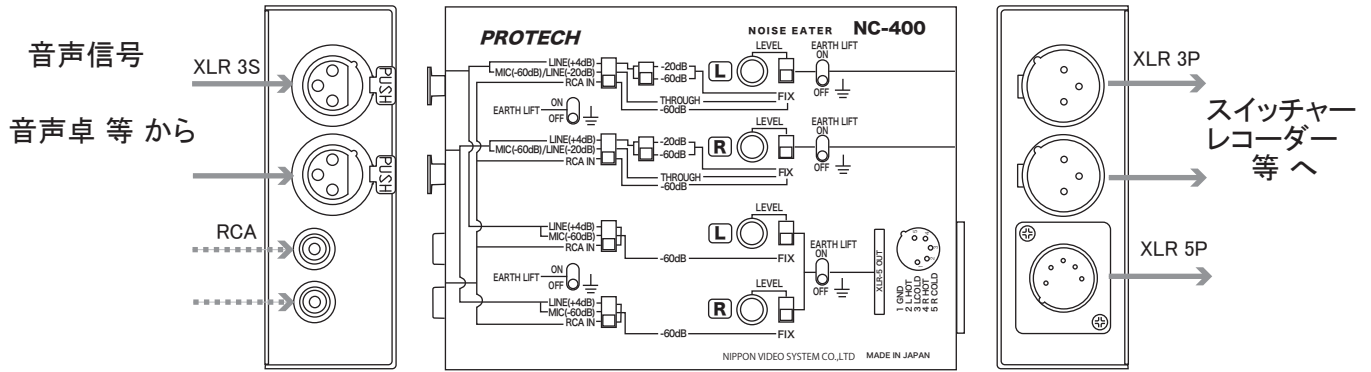 音声信号
XLR 3S
音声卓 等 から
RCA
PUSH
PUSH
PROTECH
NOISE EATER NC-400
LEVEL
EARTH LIFT
ON
LINE(+4dB)
MIC(-60dB)/LINE(-20dB)
RCA IN
-20dB
-60dB
L
OFF
FIX
THROUGH
-60dB
EARTH LIFT
ON
OFF
LEVEL
EARTH LIFT
ON
LINE(+4dB)
MIC(-60dB)/LINE(-20dB)
RCA IN
-20dB
-60dB
R
OFF
FIX
THROUGH
-60dB
LEVEL
LINE(+4dB)
MIC(-60dB)
RCA IN
L
-60dB
FIX
EARTH LIFT
ON
OFF
EARTH LIFT
ON
OFF
LEVEL
LINE(+4dB)
MIC(-60dB)
RCA IN
R
-60dB
FIX
XLR-5 OUT
1 GND
2 L HOT
3 LCOLD
4 R HOT
5 R COLD
NIPPON VIDEO SYSTEM CO.,LTD MADE IN JAPAN
XLR 3P
スイッチャー
レコーダー
等 へ
XLR 5P